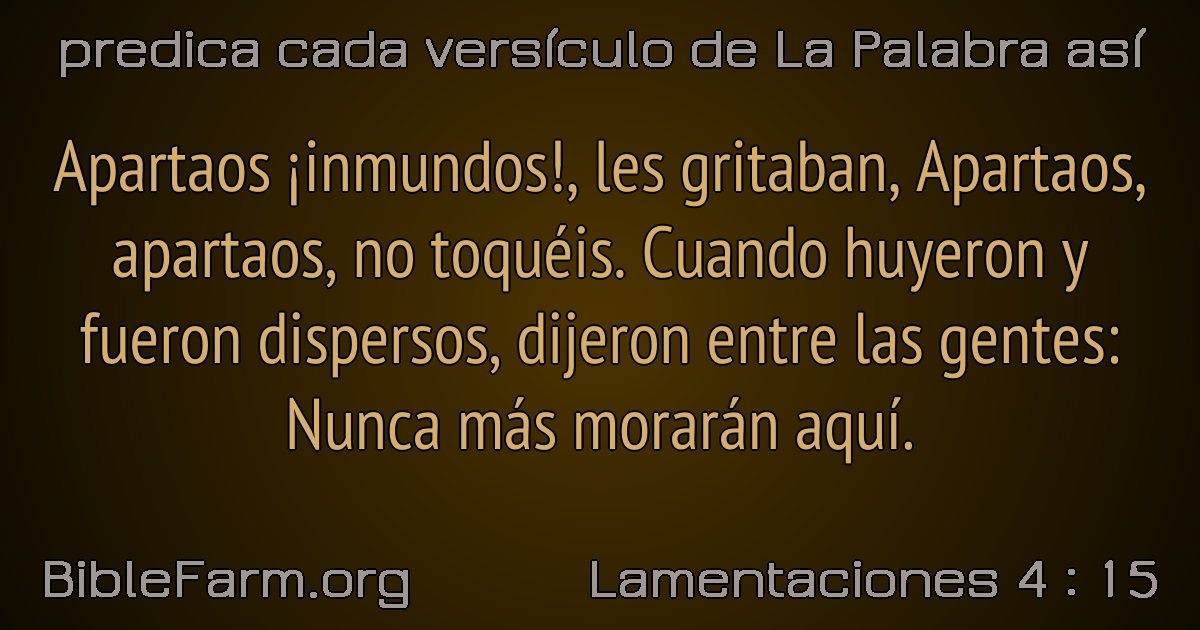 predica cada versículo de La Palabra así
Apartaos ¡inmundos!, les gritaban, Apartaos,
apartaos, no toquéis. Cuando huyeron y
fueron dispersos, dijeron entre las gentes:
Nunca más morarán aquí.
BibleFarm.org
Lamentaciones 4 : 15